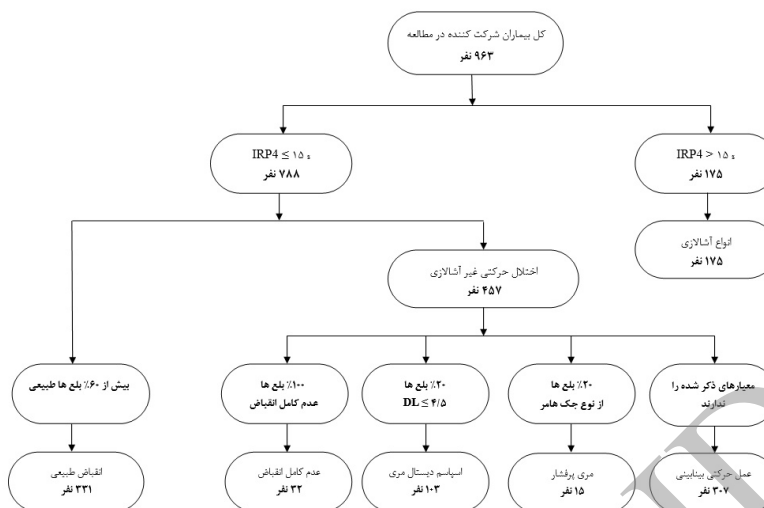 کل بیماران شرکت کننده در مطالعه
۹۶۳ نفر
IRP4 > ۱۵ ء
۱۷۵ نفر
IRP4 ≤ ۱۵ ء
۷۸۸ نفر
انواع آشالازی
۱۷۵ نفر
اختلال حرکتی غیر آشالازی
۴۵۷ نفر
معیارهای ذکر شده را
ندارند
۲۰٪ بلع ها
از نوع جک هامر
۲۰٪ بلع ها
DL ≤ ۴/۵
۱۰۰٪ بلع ها
عدم کامل انقباض
بیش از ۶۰٪ بلع ها طبیعی
عمل حرکتی بینابینی
۳۰۷ نفر
مری پرفشار
۱۵ نفر
اسپاسم دیستال مری
۱۰۳ نفر
عدم کامل انقباض
۳۲ نفر
انقباض طبیعی
۳۳۱ نفر